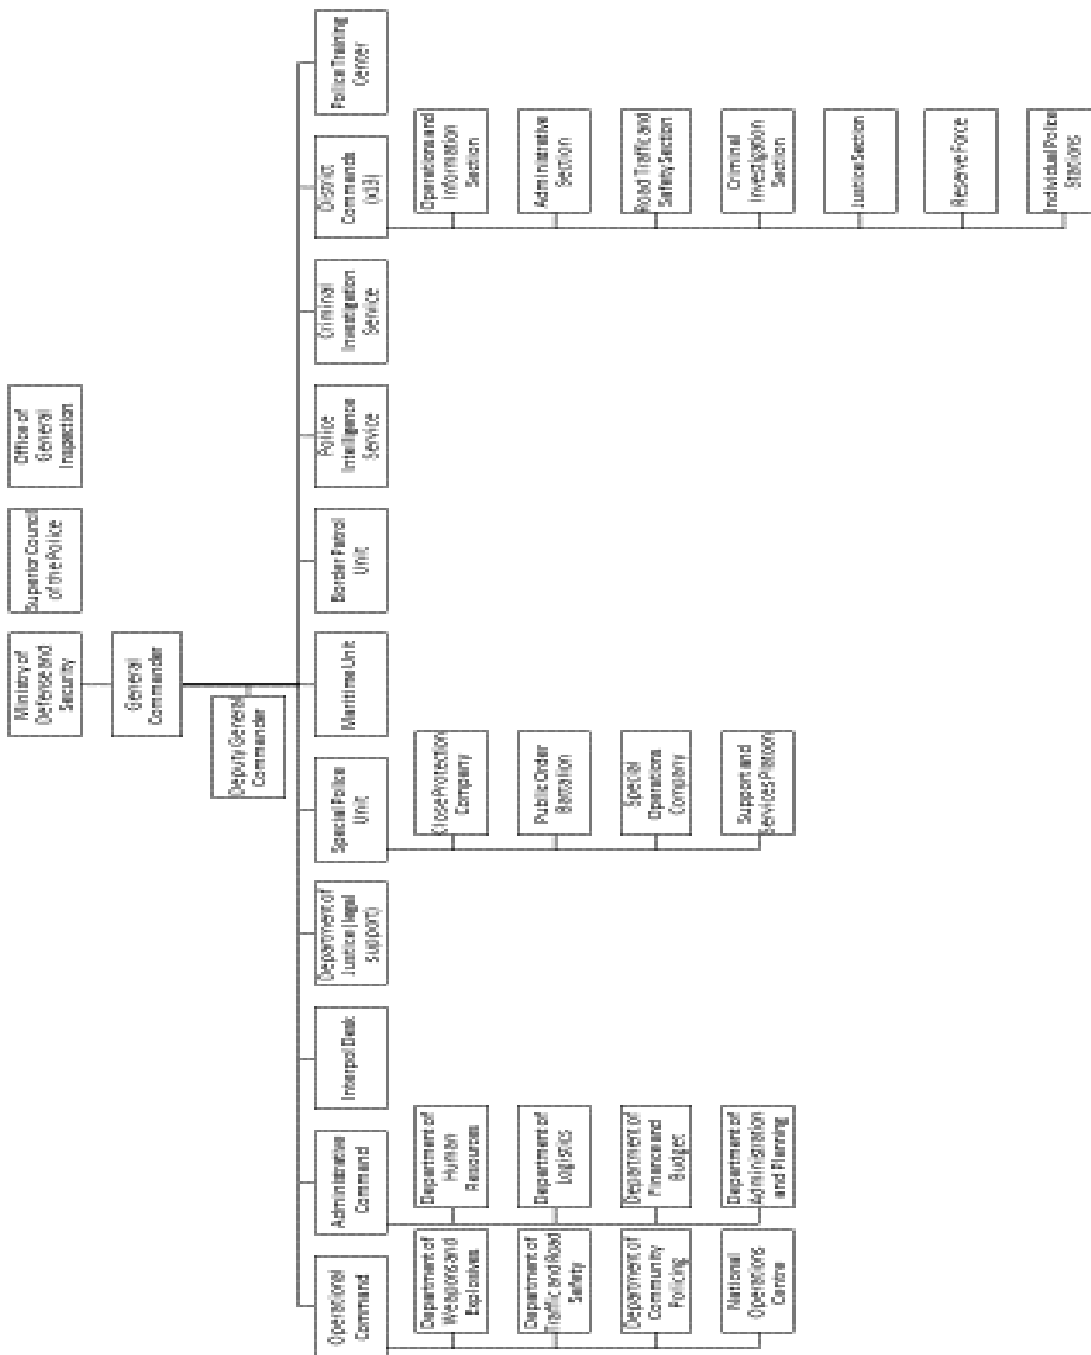 Ministry of
Defense and
Security
Superior Council
of the Police
Office of
General
Inspection
General
Commander
Deputy General
Commander
Operational
Command
Administrative
Command
Interpol Desk
Department of
Justice (legal
support)
Special Police
Unit
Maritime Unit
Border Patrol
Unit
Police
Intelligence
Service
Criminal
Investigation
Service
District
Commands
(x13)
Police Training
Center
Department of
Weapons and
Explosives
Department of
Traffic and Road
Safety
Department of
Community
Policing
National
Operations
Centre
Department of
Human
Resources
Department of
Logistics
Department of
Finance and
Budget
Department of
Administration
and Planning
Close Protection
Company
Public Order
Battalion
Special
Operations
Company
Support and
Services Platoon
Operations and
Information
Section
Administrative
Section
Road Traffic and
Safety Section
Criminal
Investigation
Section
Justice Section
Reserve Force
Individual Police
Stations